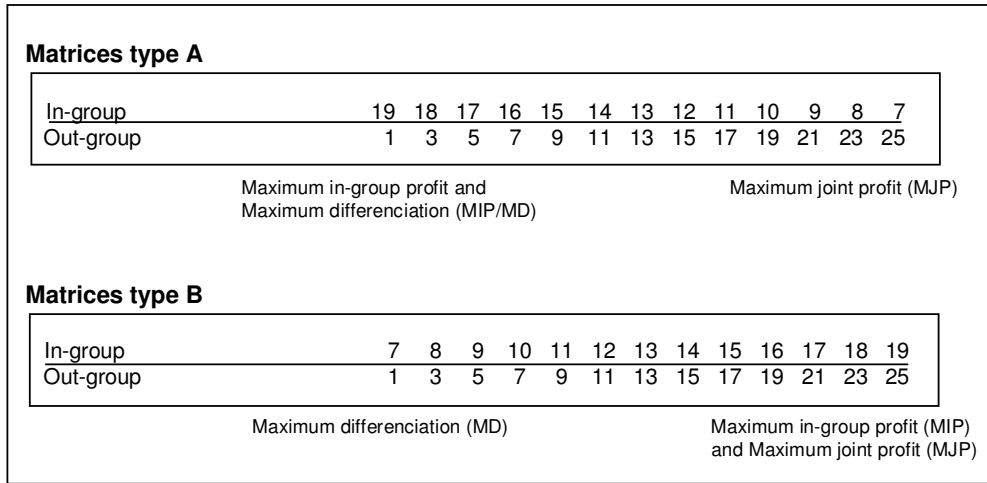 Matrices type A
In-group 19 18 17 16 15 14 13 12 11 10 9 8 7
Out-group 1 3 5 7 9 11 13 15 17 19 21 23 25
Maximum in-group profit and Maximum joint profit (MJP)
Maximum differenciation (MIP/MD)
Matrices type B
In-group 7 8 9 10 11 12 13 14 15 16 17 18 19
Out-group 1 3 5 7 9 11 13 15 17 19 21 23 25
Maximum differenciation (MD) Maximum in-group profit (MIP)
and Maximum joint profit (MJP)